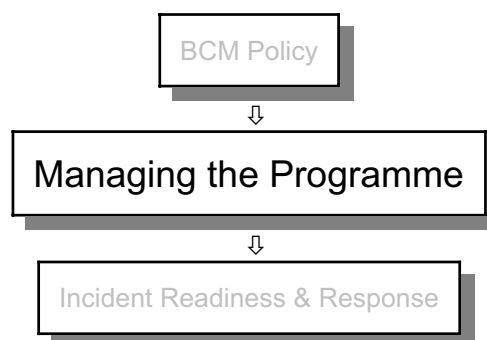 BCM Policy
⇩
Managing the Programme
⇩
Incident Readiness & Response